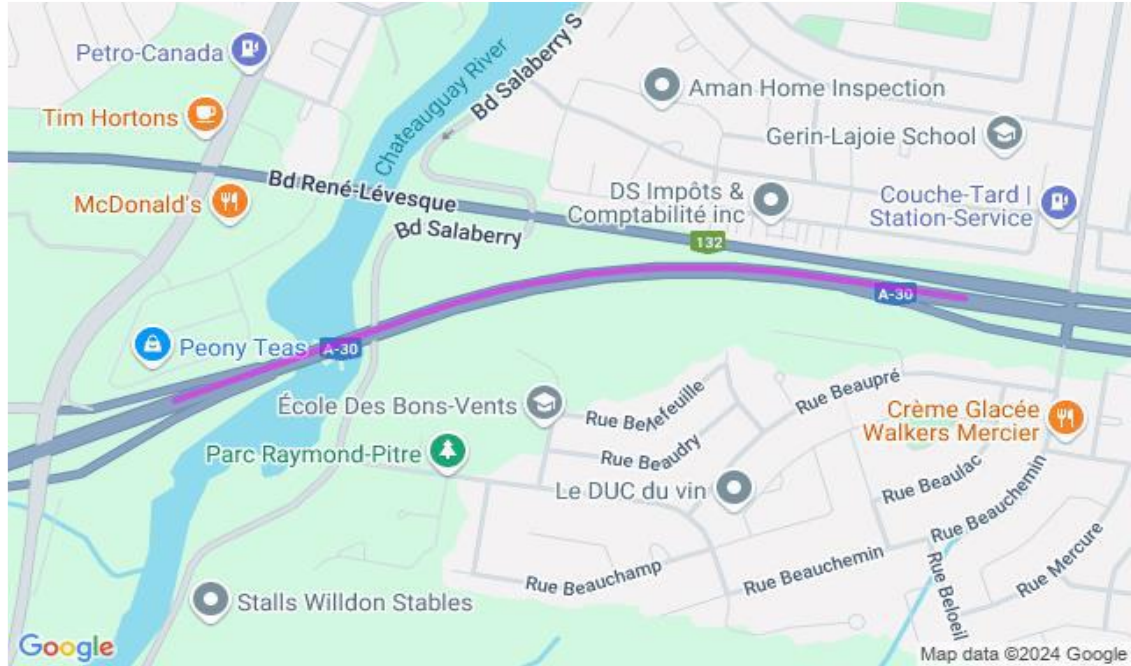 Petro-Canada
Chateauguay River
Bd Salaberry S
Aman Home Inspection
Tim Hortons
Gerin-Lajoie School
Bd René-Lévesque
DS Impôts &
Comptabilité inc
Couche-Tard |
Station-Service
McDonald's
Bd Salaberry
132
A-30
Peony Teas
A-30
École Des Bons-Vents
Rue Bellefeuille
Rue Beaupré
Crème Glacée
Walkers Mercier
Parc Raymond-Pitre
Rue Beaudry
Le DUC du vin
Rue Beaulac
Rue Beauchemin
Rue Mercure
Rue Beauchamp
Rue Beauchemin
Rue Beloeil
Stalls Willdon Stables
Google
Map data ©2024 Google